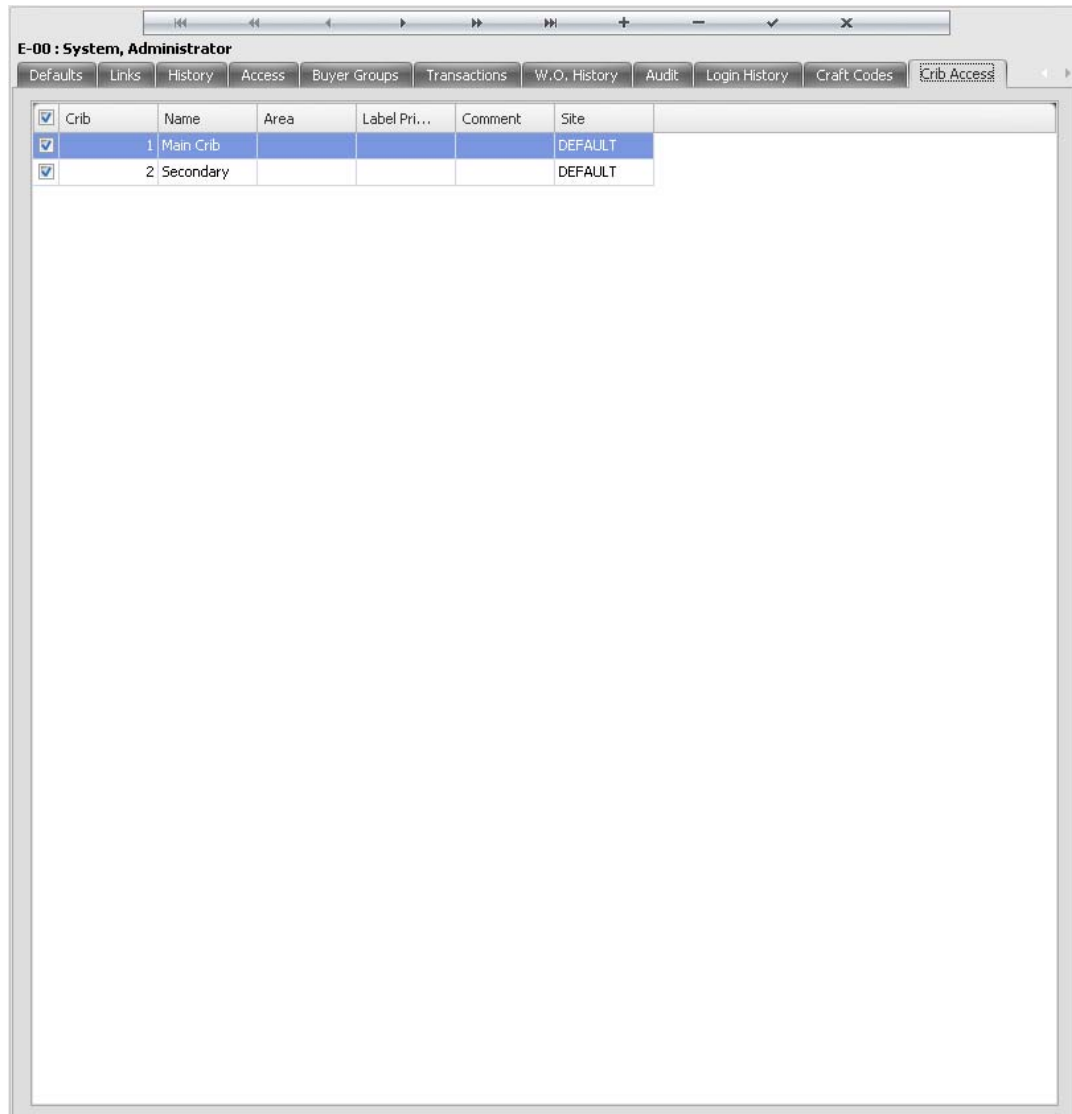 E-00 : System, Administrator
Defaults Links History Access Buyer Groups Transactions W.O. History Audit Login History Craft Codes Crib Access
Crib Name Area Label Pri... Comment Site
1 Main Crib DEFAULT
2 Secondary DEFAULT